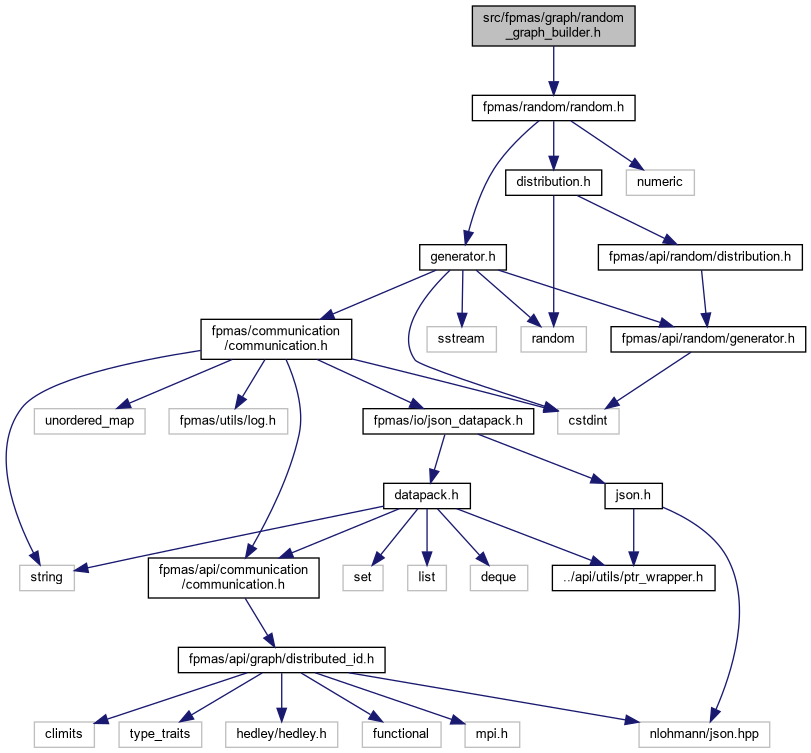 src/fpmas/graph/random
_graph_builder.h
fpmas/random/random.h
distribution.h
numeric
generator.h
fpmas/api/random/distribution.h
fpmas/communication
/communication.h
sstream
random
fpmas/api/random/generator.h
unordered_map
fpmas/utils/log.h
fpmas/io/json_datapack.h
cstdint
datapack.h
json.h
string
fpmas/api/communication
/communication.h
set
list
deque
../api/utils/ptr_wrapper.h
fpmas/api/graph/distributed_id.h
climits
type_traits
hedley/hedley.h
functional
mpi.h
nlohmann/json.hpp